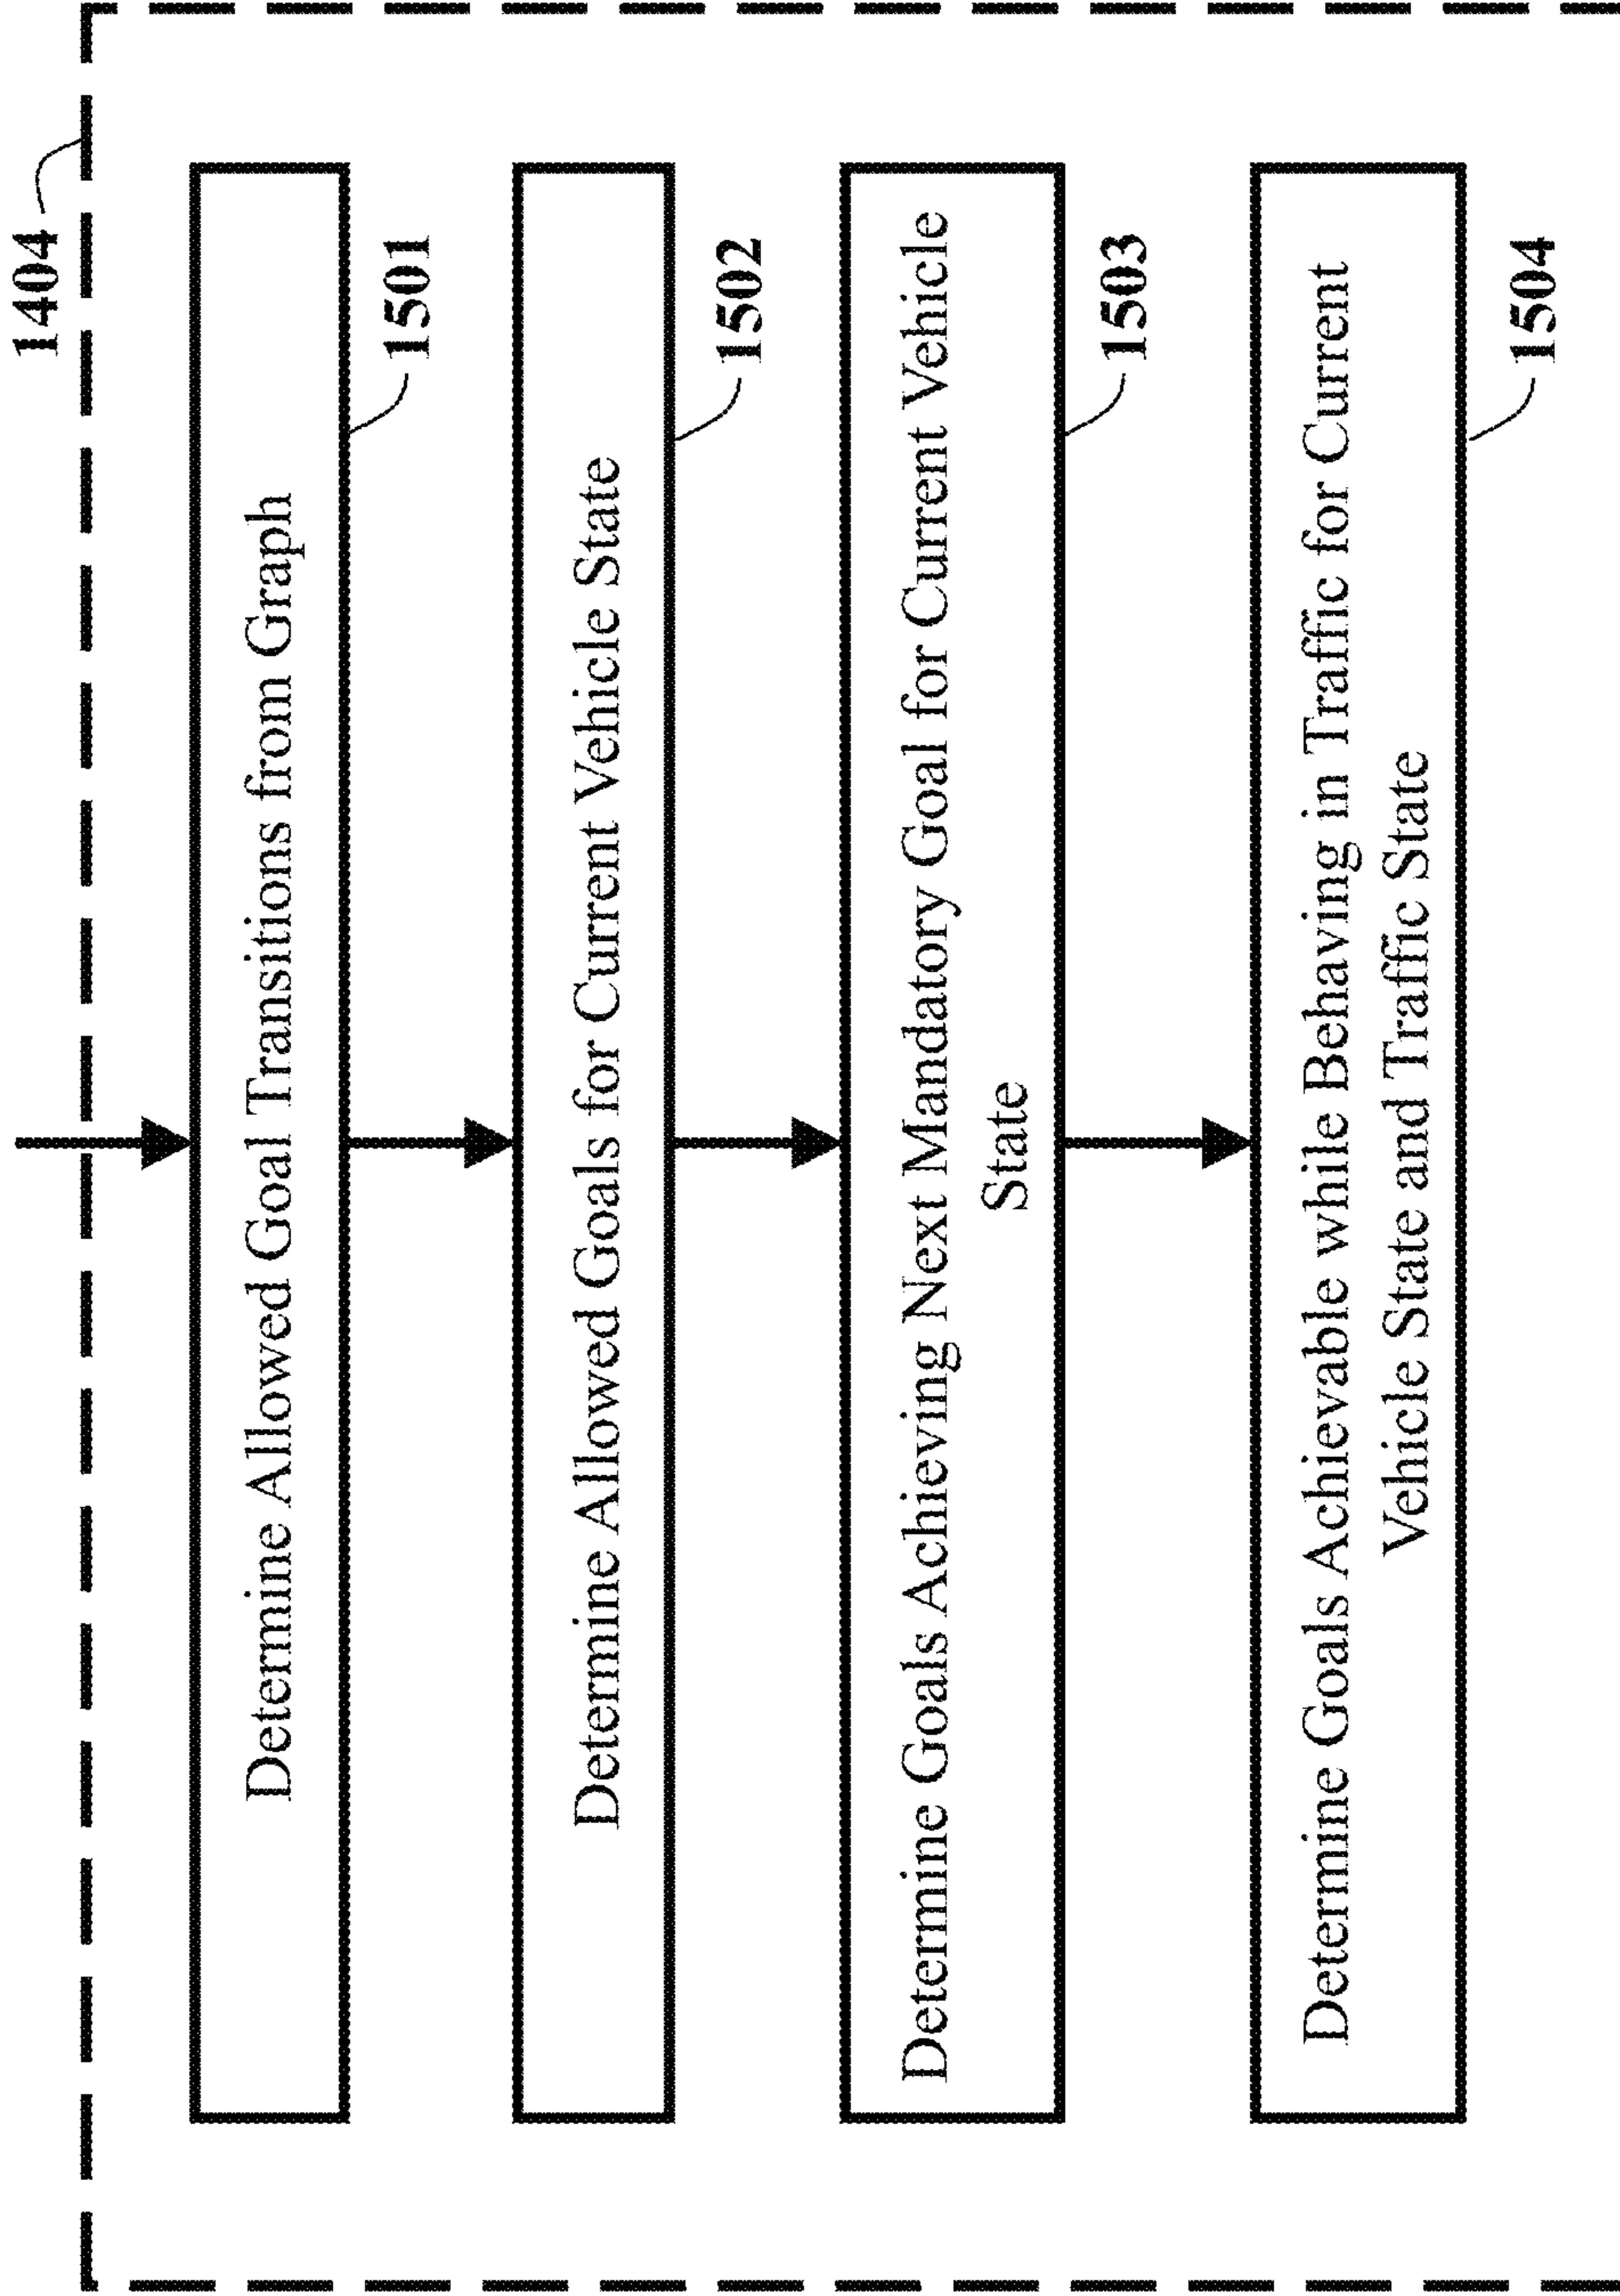 1404
Determine Allowed Goal Transitions from Graph
1501
Determine Allowed Goals for Current Vehicle State
1502
Determine Goals Achieving Next Mandatory Goal for Current Vehicle
State
1503
Determine Goals Achievable while Behaving in Traffic for Current
Vehicle State and Traffic State
1504